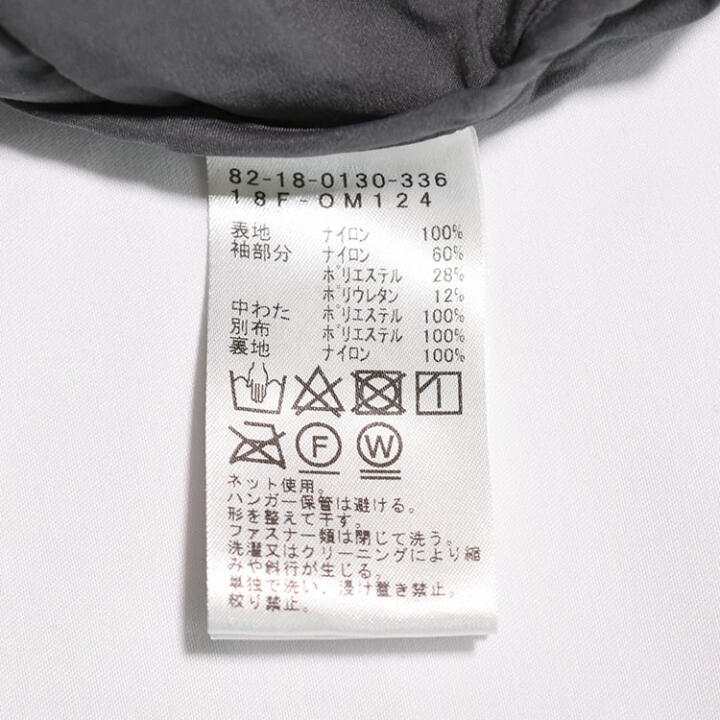 82-18-0130-336
18F-OM124
表地 ナイロン 100%
袖部分 ナイロン 60%
ポリエステル 28%
ポリウレタン 12%
中わた ポリエステル 100%
別布 ポリエステル 100%
裏地 ナイロン 100%
F W
ネット使用。
ハンガー保管は避ける。
形を整えて干す。
ファスナー類は閉じて洗う。
洗濯又はクリーニングにより縮
みや斜行が生じる。
単独で洗い、浸け置き禁止。
絞り禁止。